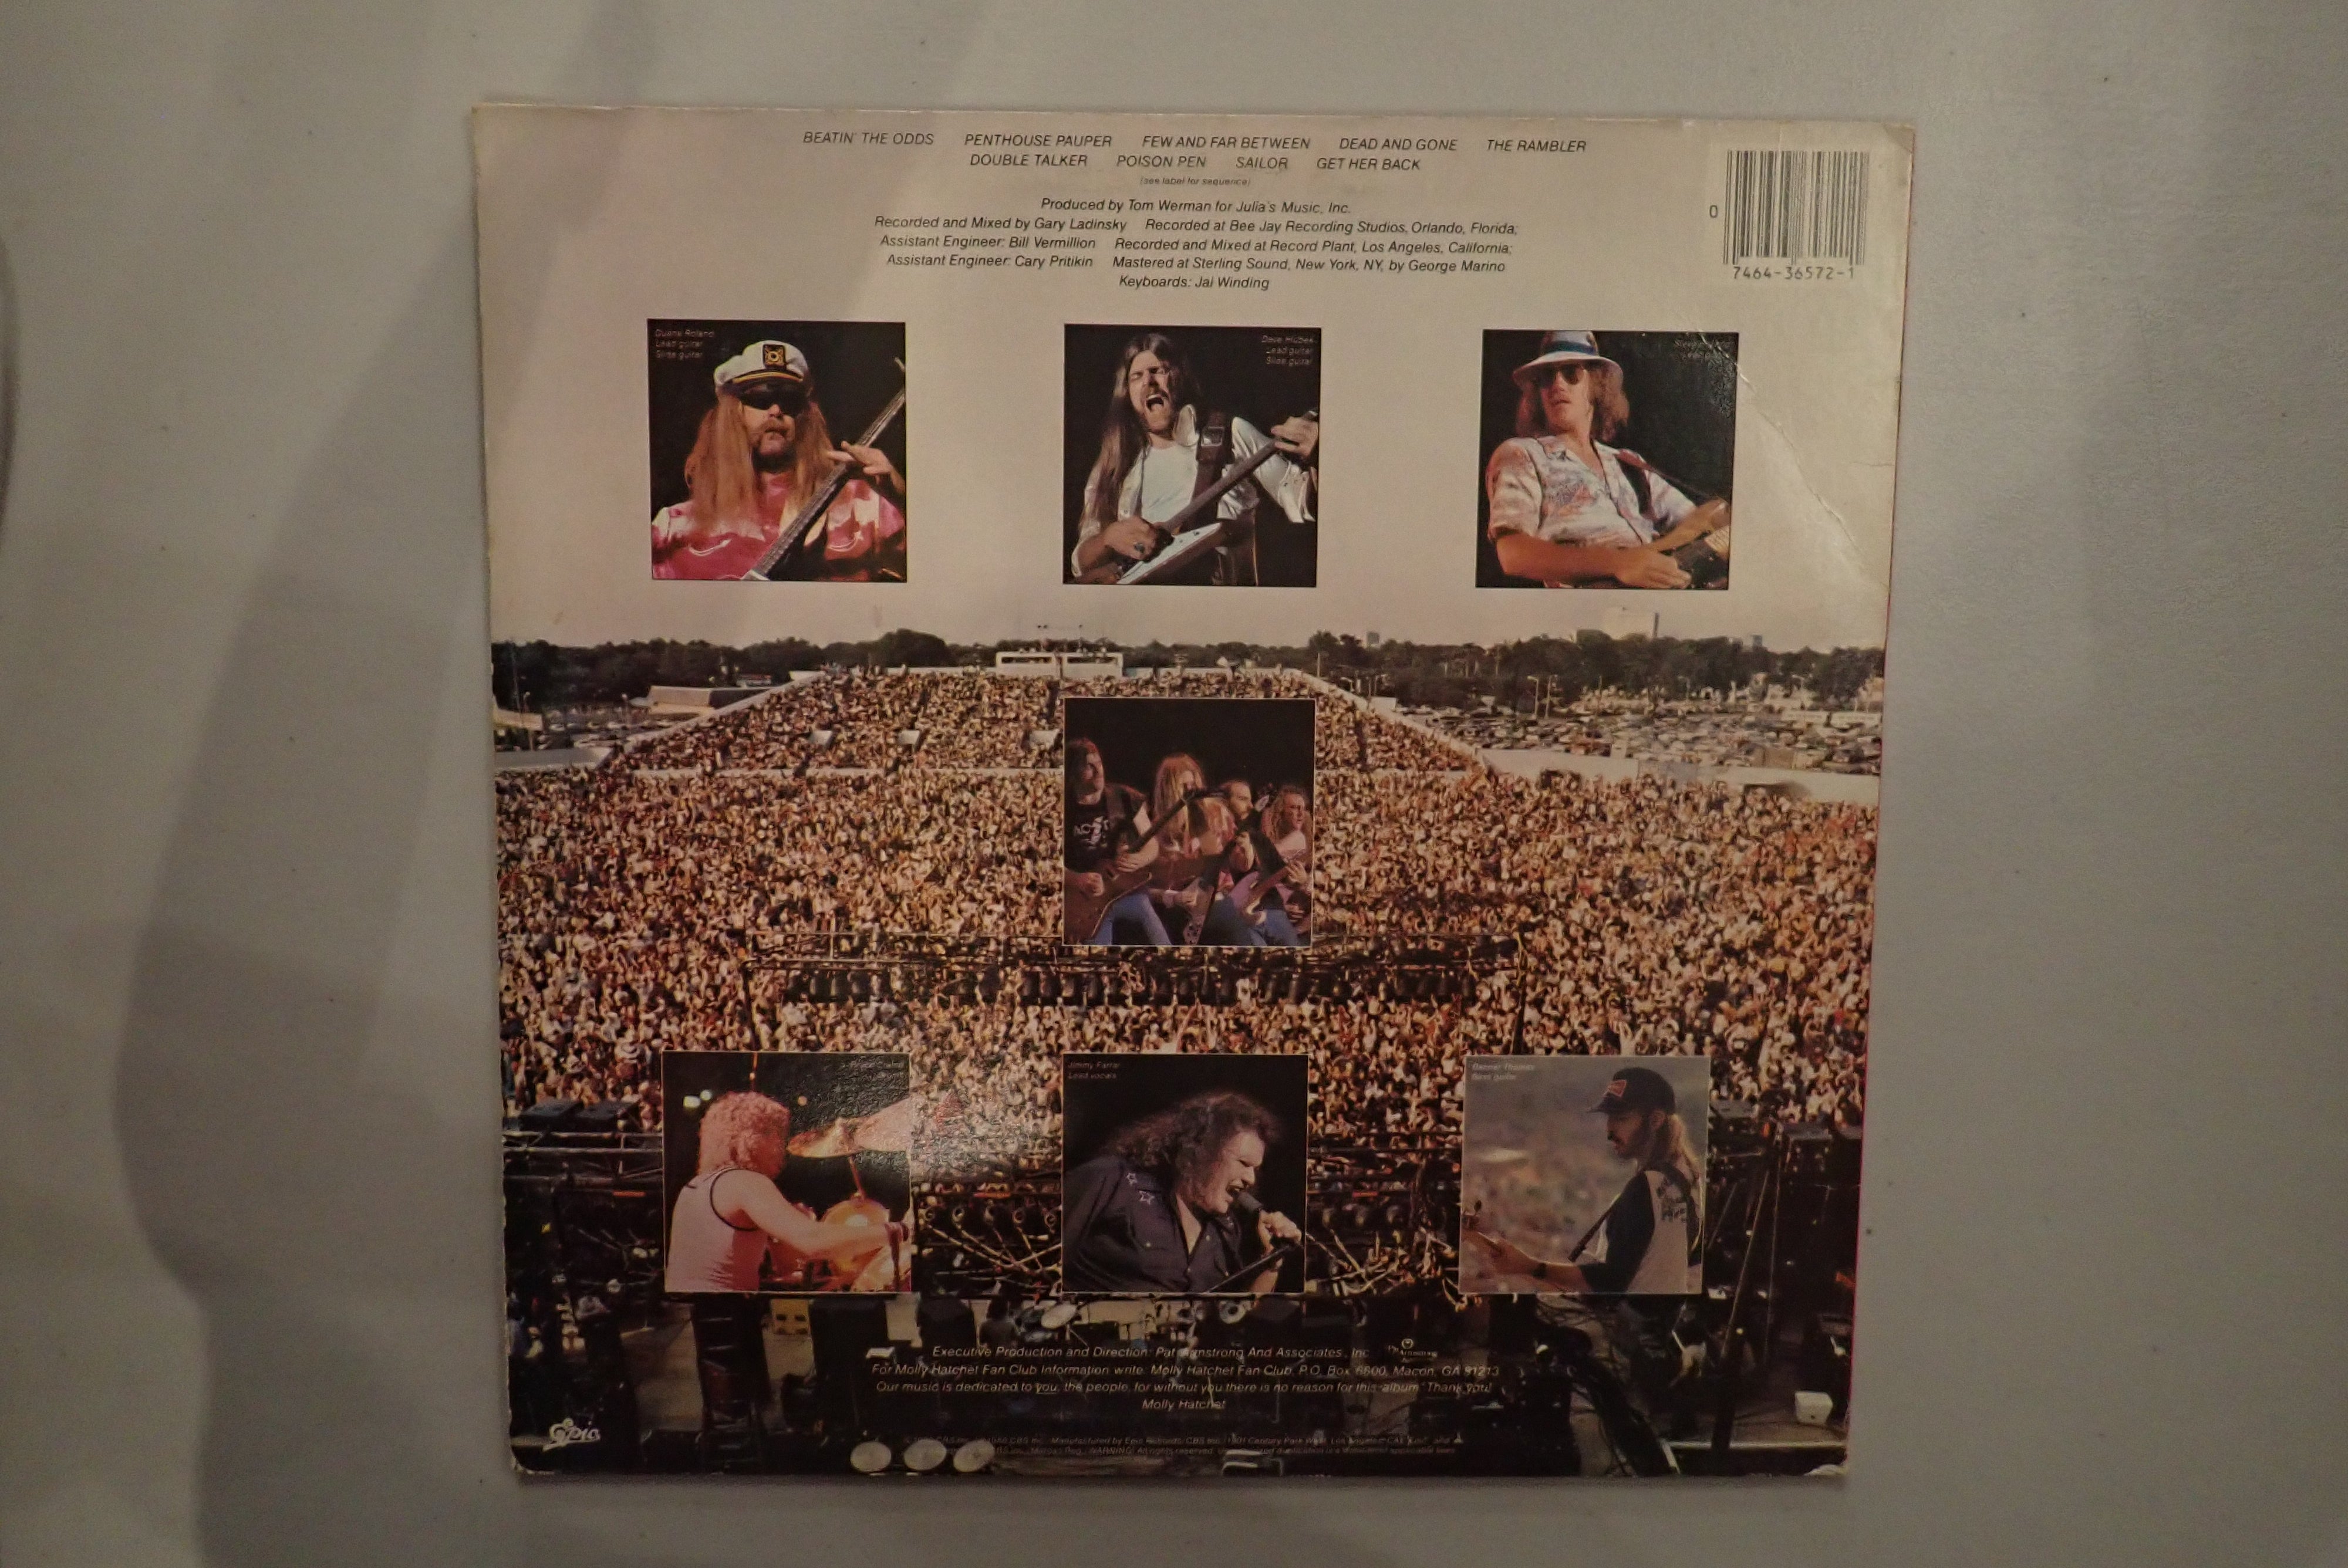 BEATIN' THE ODDS PENTHOUSE PAUPER FEW AND FAR BETWEEN DEAD AND GONE THE RAMBLER
DOUBLE TALKER POISON PEN SAILOR GET HER BACK
(see label for sequence)
Produced by Tom Werman for Julia's Music, Inc.
Recorded and Mixed by Gary Ladinsky Recorded at Bee Jay Recording Studios, Orlando, Florida;
Assistant Engineer: Bill Vermillion Recorded and Mixed at Record Plant, Los Angeles, California;
Assistant Engineer: Cary Pritikin Mastered at Sterling Sound, New York, NY, by George Marino
Keyboards: Jai Winding
0
7464-36572-1
Duane Roland
Lead guitar
Slide guitar
Dave Hlubek
Lead guitar
Slide guitar
Jimmy Farrar
Lead vocals
Banner Thomas
Bass guitar
Executive Production and Direction: Pat Armstrong And Associates, Inc.
For Molly Hatchet Fan Club Information write: Molly Hatchet Fan Club, P.O. Box 6600, Macon, GA 31213
Our music is dedicated to you, the people, for without you there is no reason for this album. Thank you!
Molly Hatchet
Epic